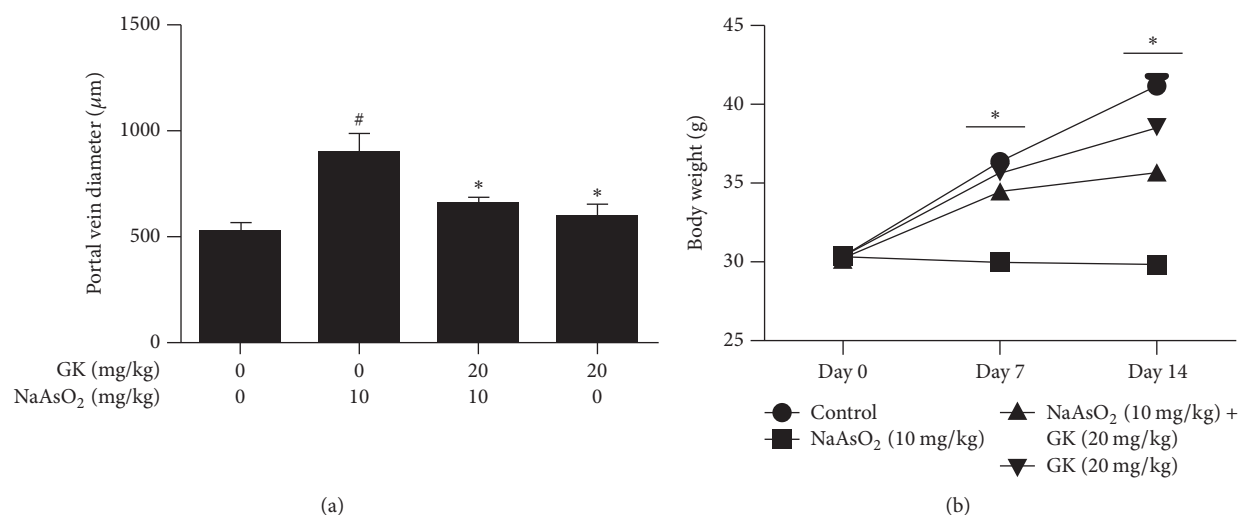 1500
1000
500
0
Portal vein diameter (μm)
#
*
*
GK (mg/kg) 0 0 20 20
NaAsO₂ (mg/kg) 0 10 10 0
(a)
45
40
35
30
25
Body weight (g)
*
*
Day 0 Day 7 Day 14
Control
NaAsO₂ (10 mg/kg)
NaAsO₂ (10 mg/kg) +
GK (20 mg/kg)
GK (20 mg/kg)
(b)